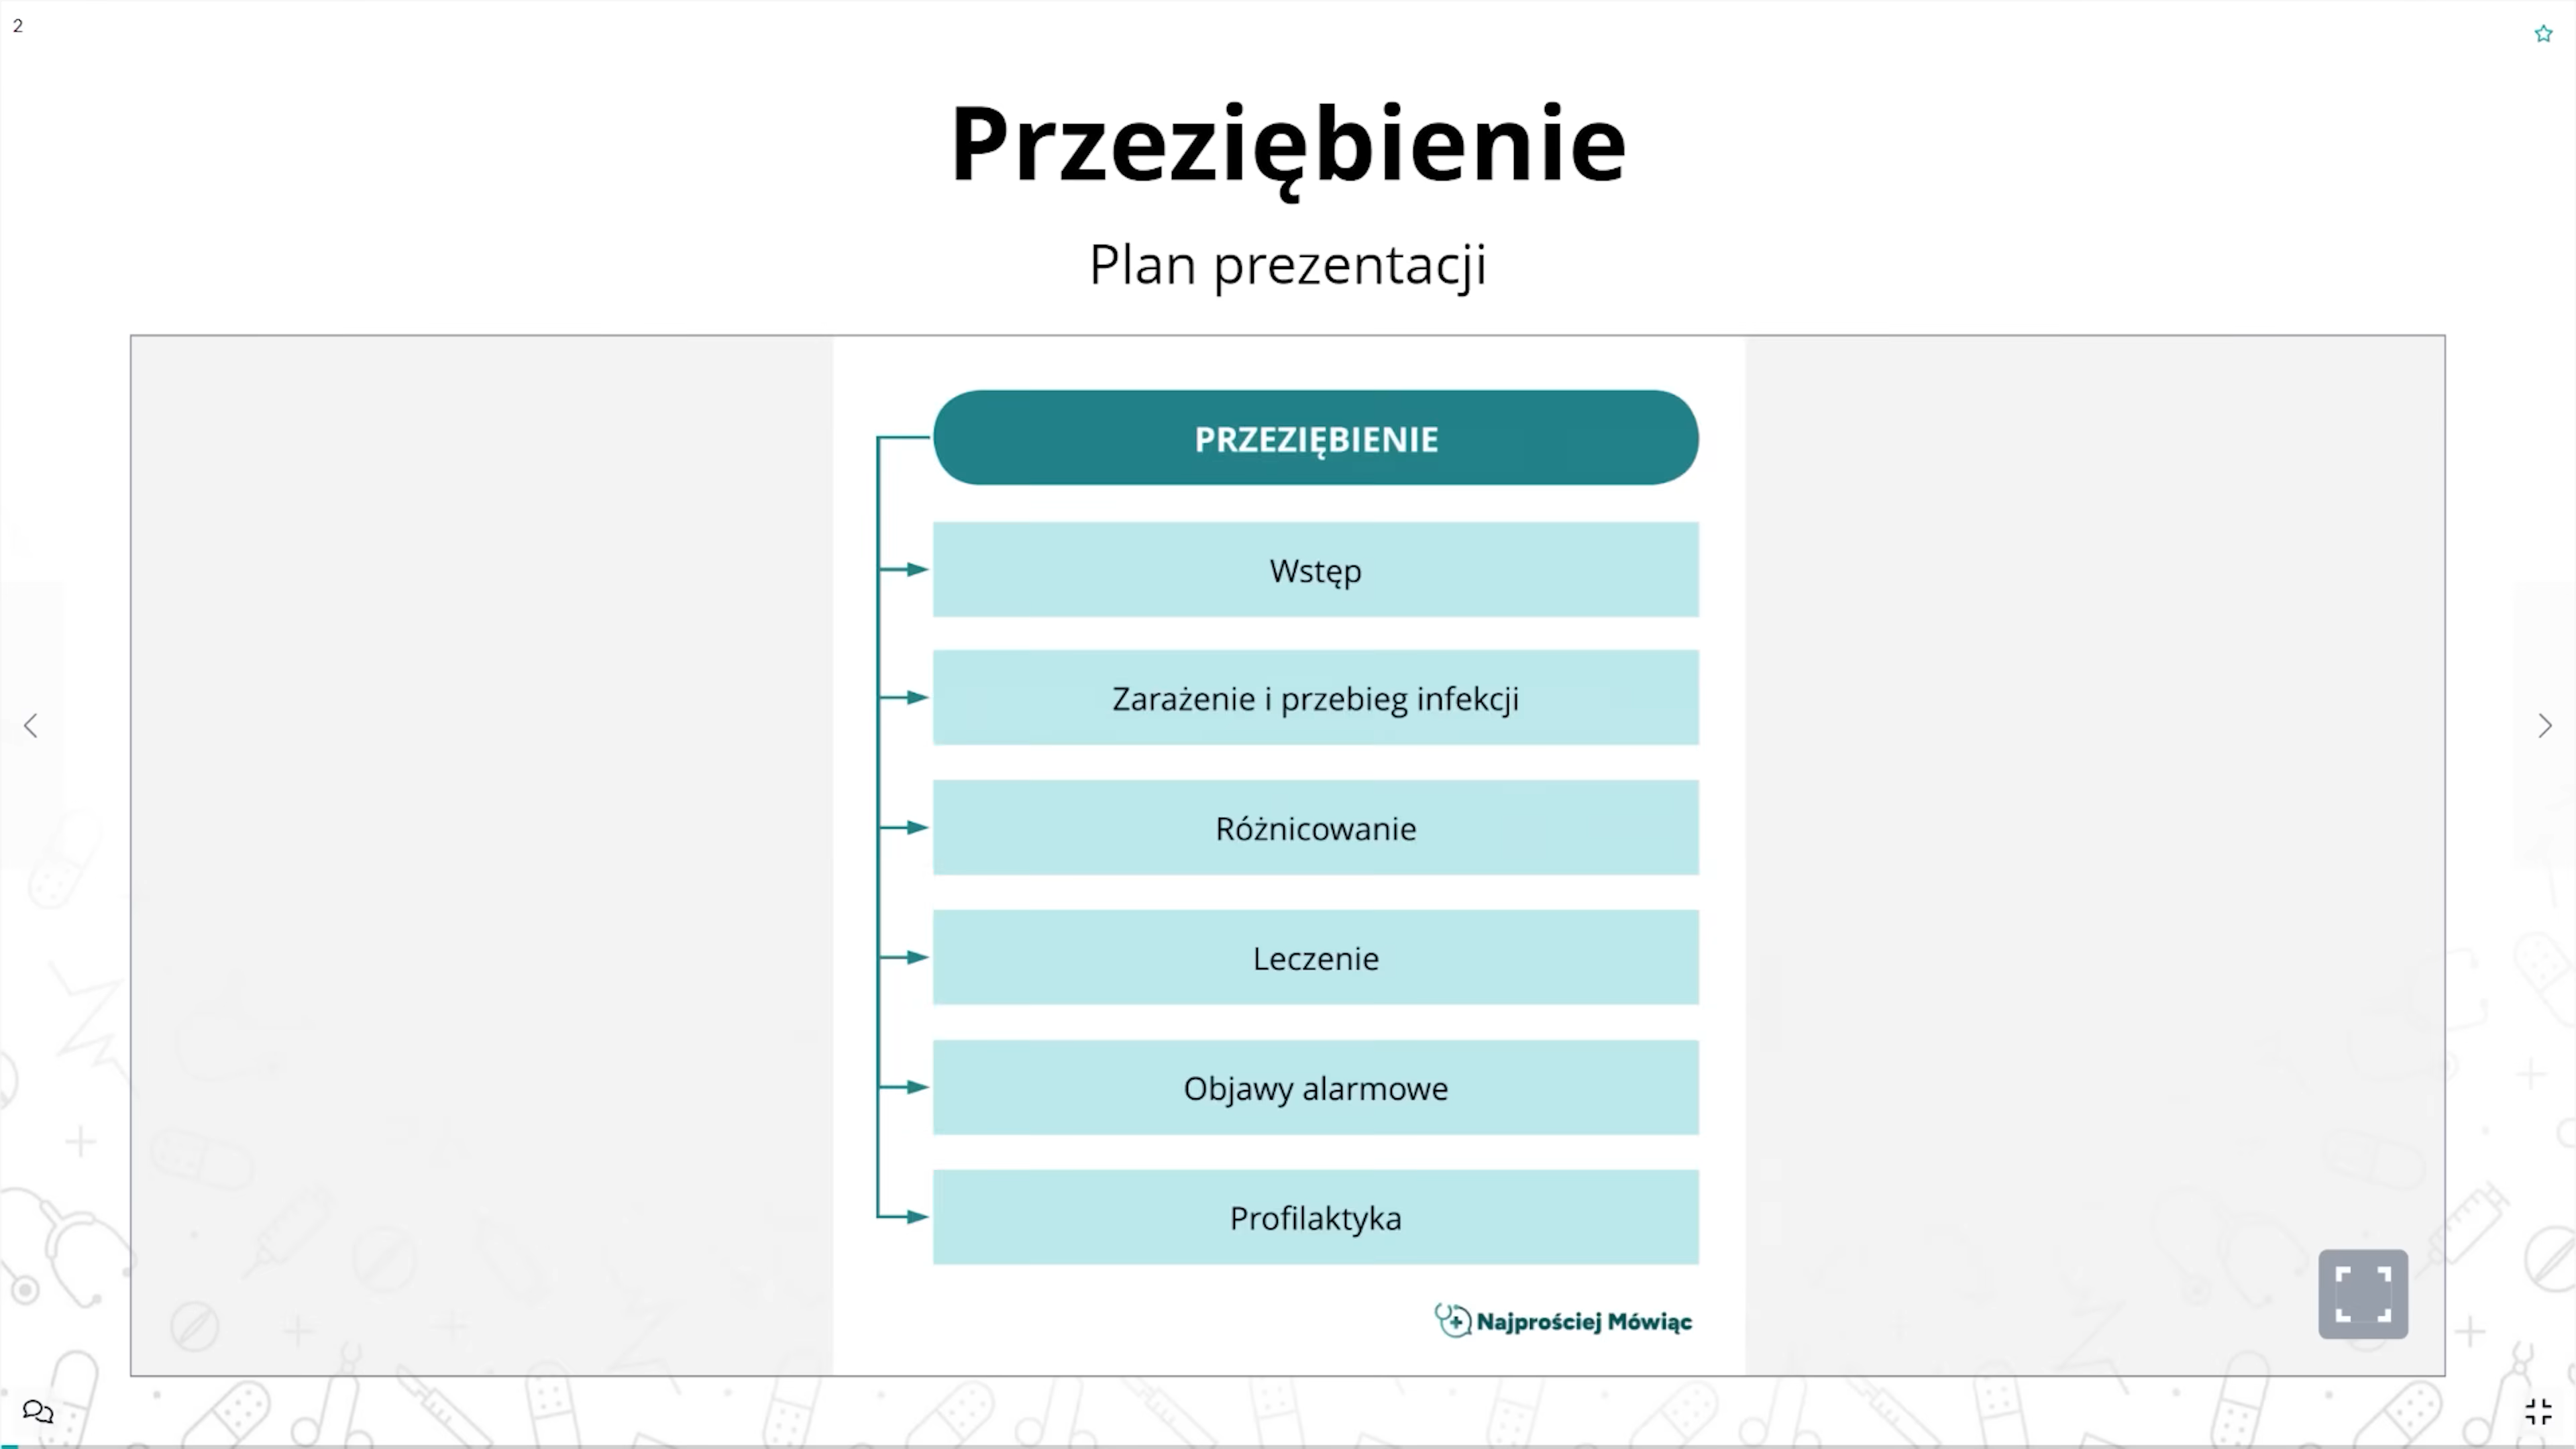 2
Przeziębienie
Plan prezentacji
PRZEZIĘBIENIE
Wstęp
Zarażenie i przebieg infekcji
Różnicowanie
Leczenie
Objawy alarmowe
Profilaktyka
Najprościej Mówiąc